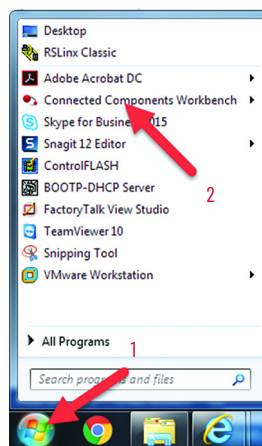 Desktop
RSLinx Classic
Adobe Acrobat DC
Connected Components Workbench
Skype for Business 2015
Snagit 12 Editor
ControlFLASH
BOOTP-DHCP Server
FactoryTalk View Studio
TeamViewer 10
Snipping Tool
VMware Workstation
2
All Programs
1
Search programs and files